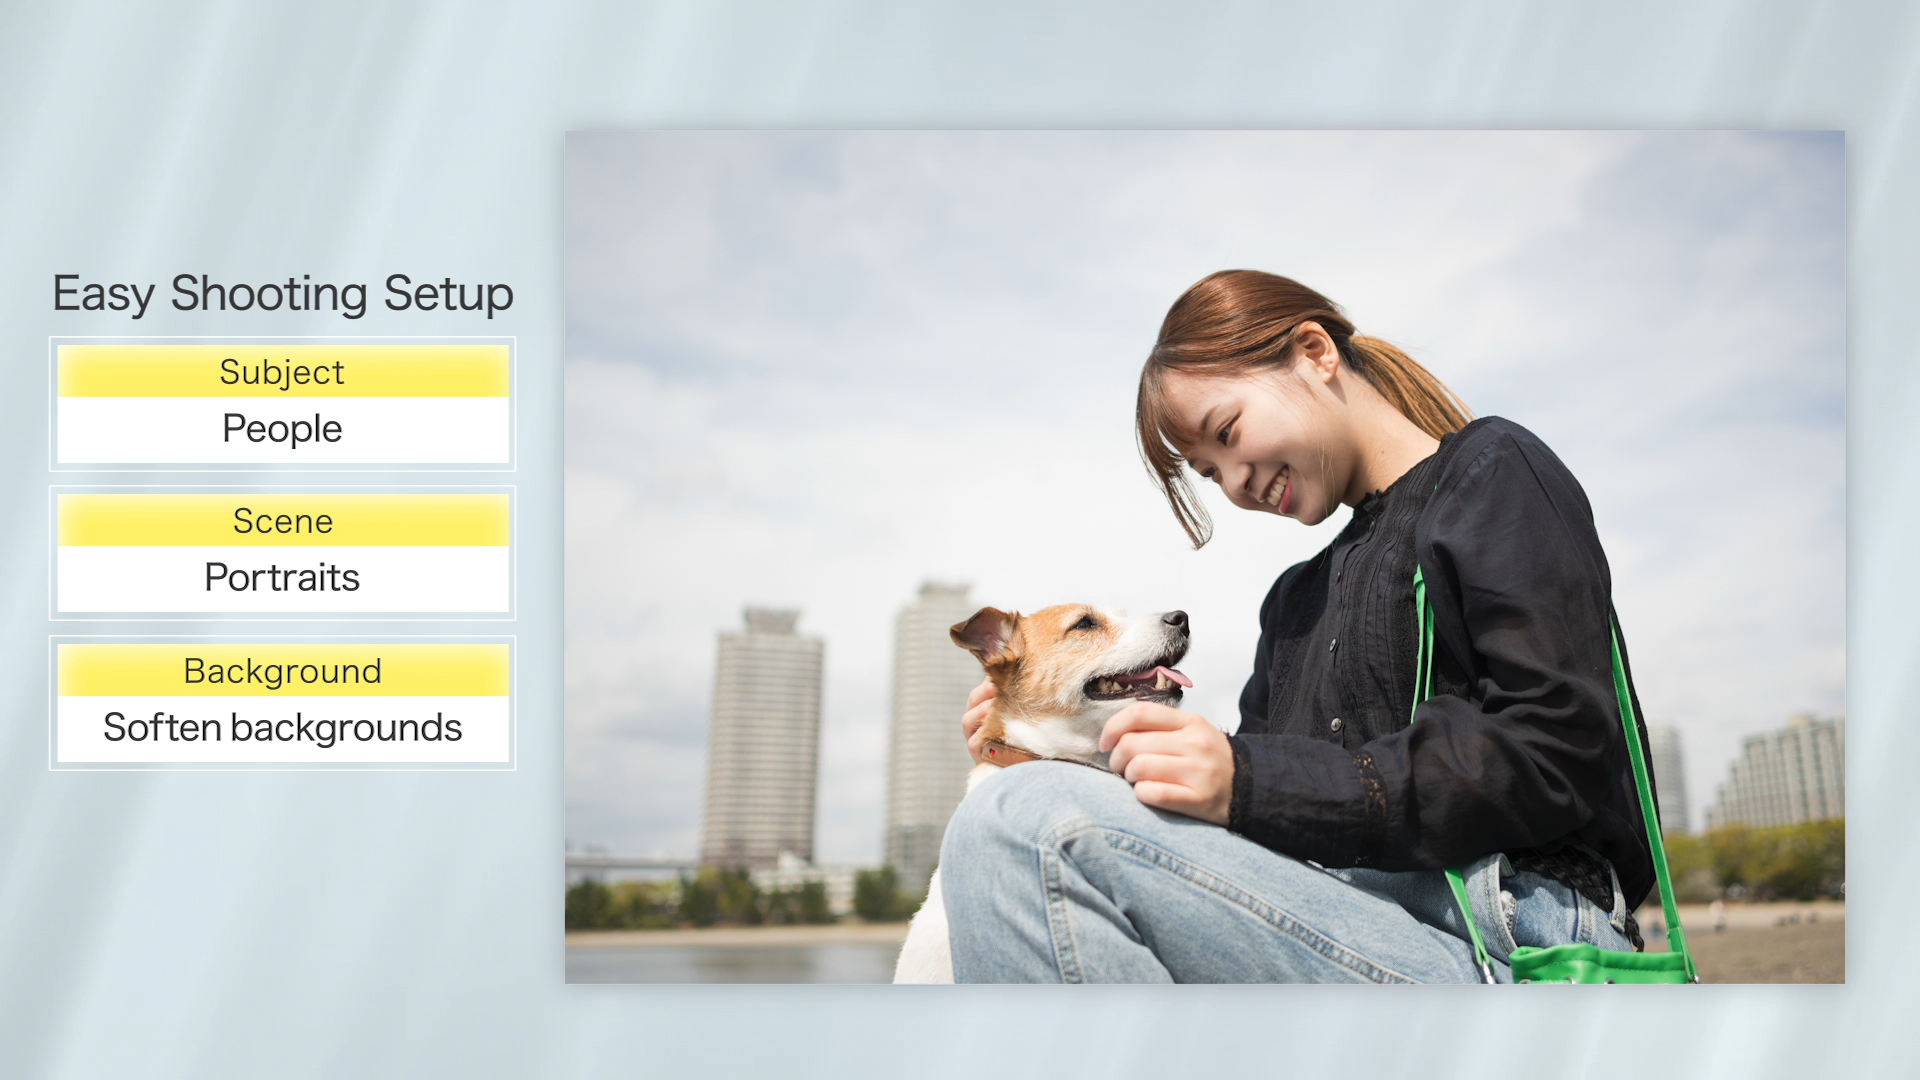 Easy Shooting Setup
Subject
People
Scene
Portraits
Background
Soften backgrounds